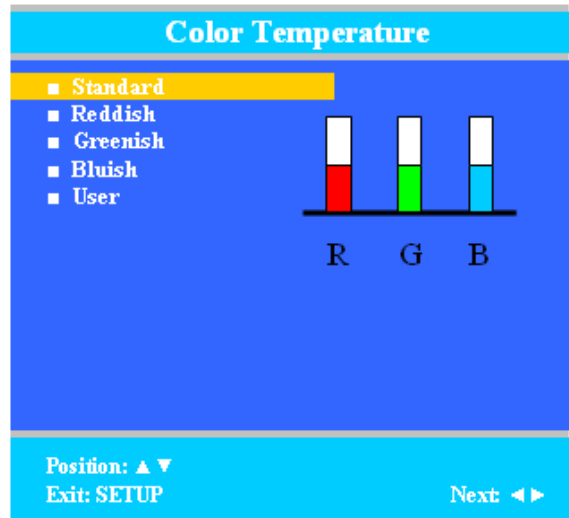 Color Temperature
■ Standard
■ Reddish
■ Greenish
■ Bluish
■ User
R G B
Position: ▲ ▼
Exit: SETUP Next: ◄ ►